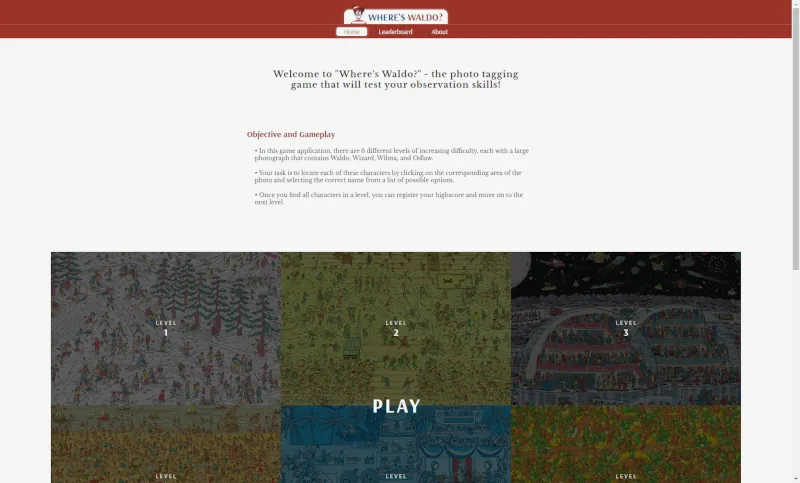 WHERE'S WALDO?
Home Leaderboard About
Welcome to "Where's Waldo?" - the photo tagging
game that will test your observation skills!
Objective and Gameplay
• In this game application, there are 6 different levels of increasing difficulty, each with a large
photograph that contains Waldo, Wizard, Wilma, and Odlaw.
• Your task is to locate each of these characters by clicking on the corresponding area of the
photo and selecting the correct name from a list of possible options.
• Once you find all characters in a level, you can register your highscore and move on to the
next level.
LEVEL LEVEL LEVEL
1 2 3
PLAY
LEVEL LEVEL LEVEL